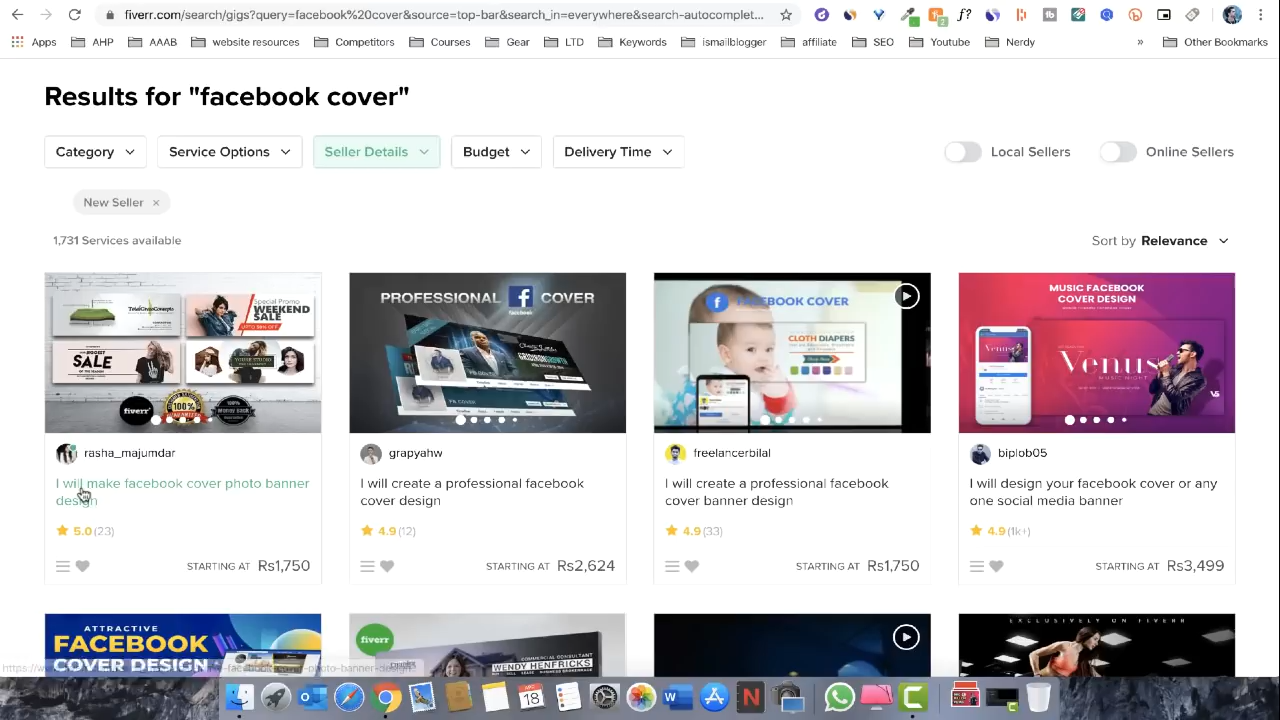 fiverr.com/search/gigs?query=facebook%20cover&source=top-bar&search_in=everywhere&search-autocomplet...
Apps AHP AAAB website resources Competitors Courses Gear LTD Keywords ismailblogger affiliate SEO Youtube Nerdy » Other Bookmarks
Results for "facebook cover"
Category Service Options Seller Details Budget Delivery Time Local Sellers Online Sellers
New Seller ×
1,731 Services available Sort by Relevance
Special Promo
WEEKEND
SALE
SALE
fiverr
100%
PROFESSIONAL f COVER
FACEBOOK COVER
CLOTH DIAPERS
MUSIC FACEBOOK
COVER DESIGN
Venus
MUSIC NIGHT
rasha_majumdar
I will make facebook cover photo banner
design
5.0 (23)
STARTING AT Rs1,750
grapyahw
I will create a professional facebook
cover design
4.9 (12)
STARTING AT Rs2,624
freelancerbilal
I will create a professional facebook
cover banner design
4.9 (33)
STARTING AT Rs1,750
biplob05
I will design your facebook cover or any
one social media banner
4.9 (1k+)
STARTING AT Rs3,499
ATTRACTIVE
FACEBOOK
COVER DESIGN
fiverr
WENDY HENFRICKS
EXCLUSIVELY ON FIVERR